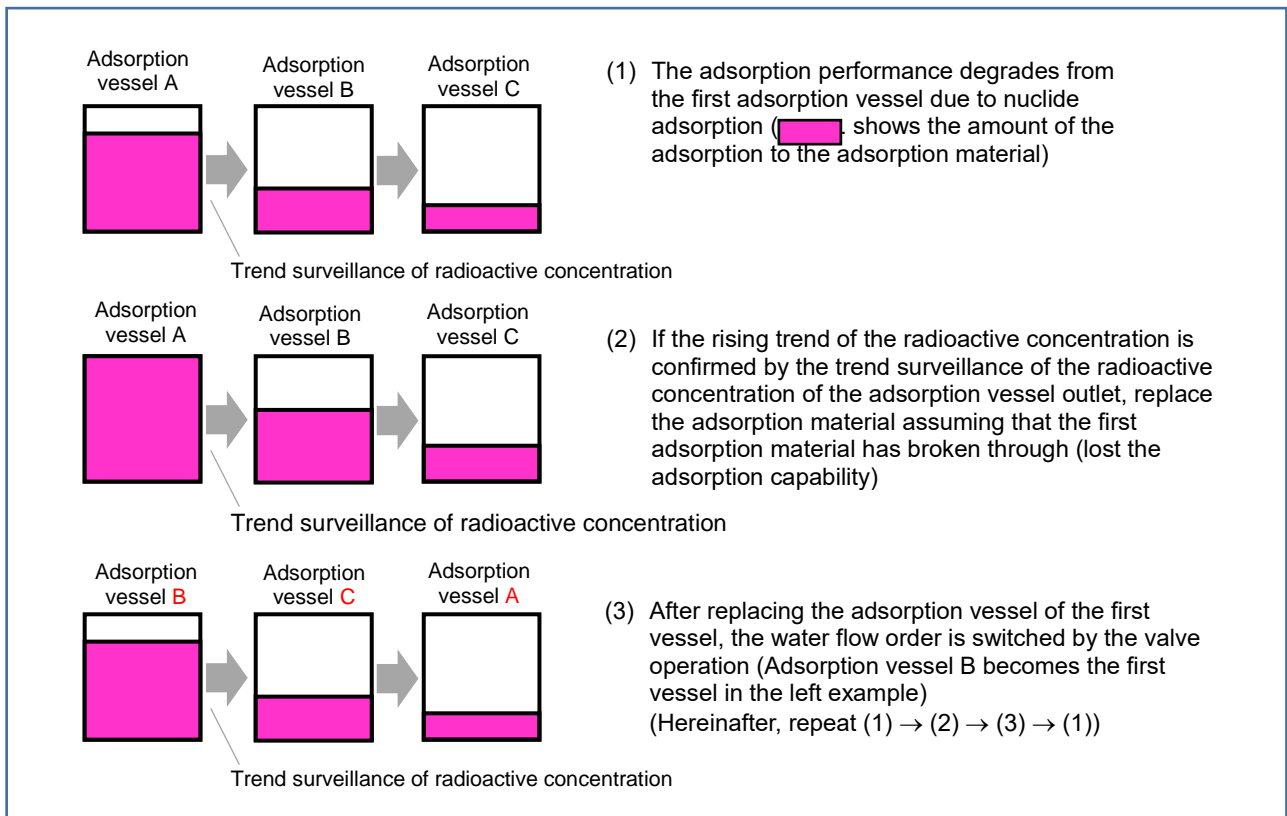 Adsorption
vessel A
Adsorption
vessel B
Adsorption
vessel C
(1) The adsorption performance degrades from
the first adsorption vessel due to nuclide
adsorption ( . shows the amount of the
adsorption to the adsorption material)
Trend surveillance of radioactive concentration
Adsorption
vessel A
Adsorption
vessel B
Adsorption
vessel C
(2) If the rising trend of the radioactive concentration is
confirmed by the trend surveillance of the radioactive
concentration of the adsorption vessel outlet, replace
the adsorption material assuming that the first
adsorption material has broken through (lost the
adsorption capability)
Trend surveillance of radioactive concentration
Adsorption
vessel B
Adsorption
vessel C
Adsorption
vessel A
(3) After replacing the adsorption vessel of the first
vessel, the water flow order is switched by the valve
operation (Adsorption vessel B becomes the first
vessel in the left example)
(Hereinafter, repeat (1) → (2) → (3) → (1))
Trend surveillance of radioactive concentration